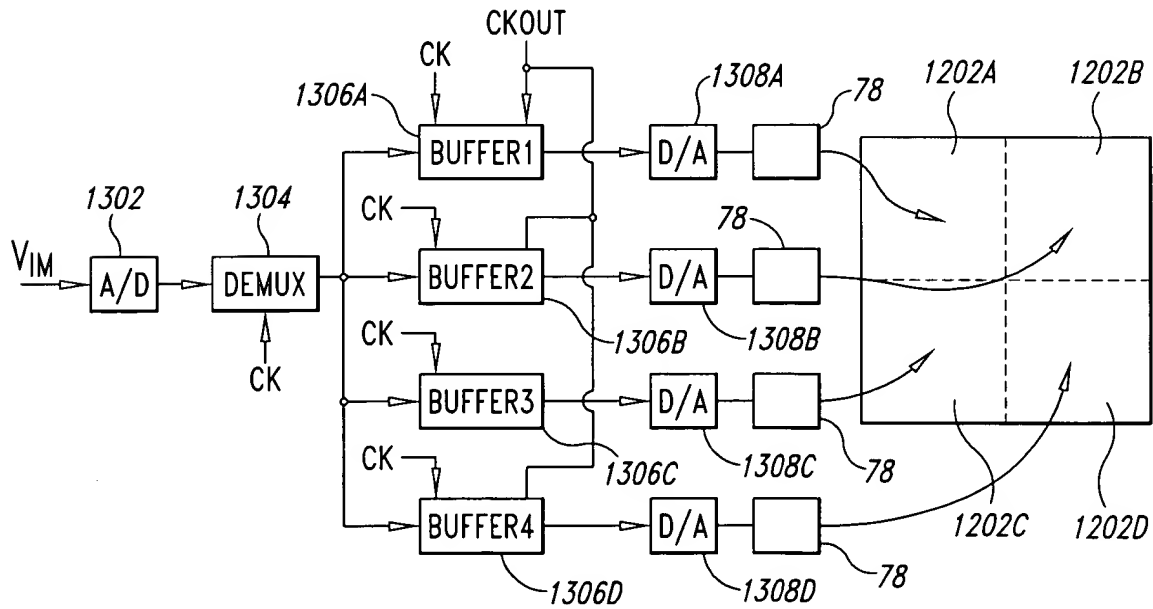 CKOUT
CK
1306A
1308A
78
1202A
1202B
BUFFER1
D/A
1302
1304
CK
78
VIM
A/D
DEMUX
BUFFER2
D/A
CK
CK
1306B
1308B
BUFFER3
D/A
CK
1306C
1308C
78
BUFFER4
D/A
1202C
1202D
1306D
1308D
78